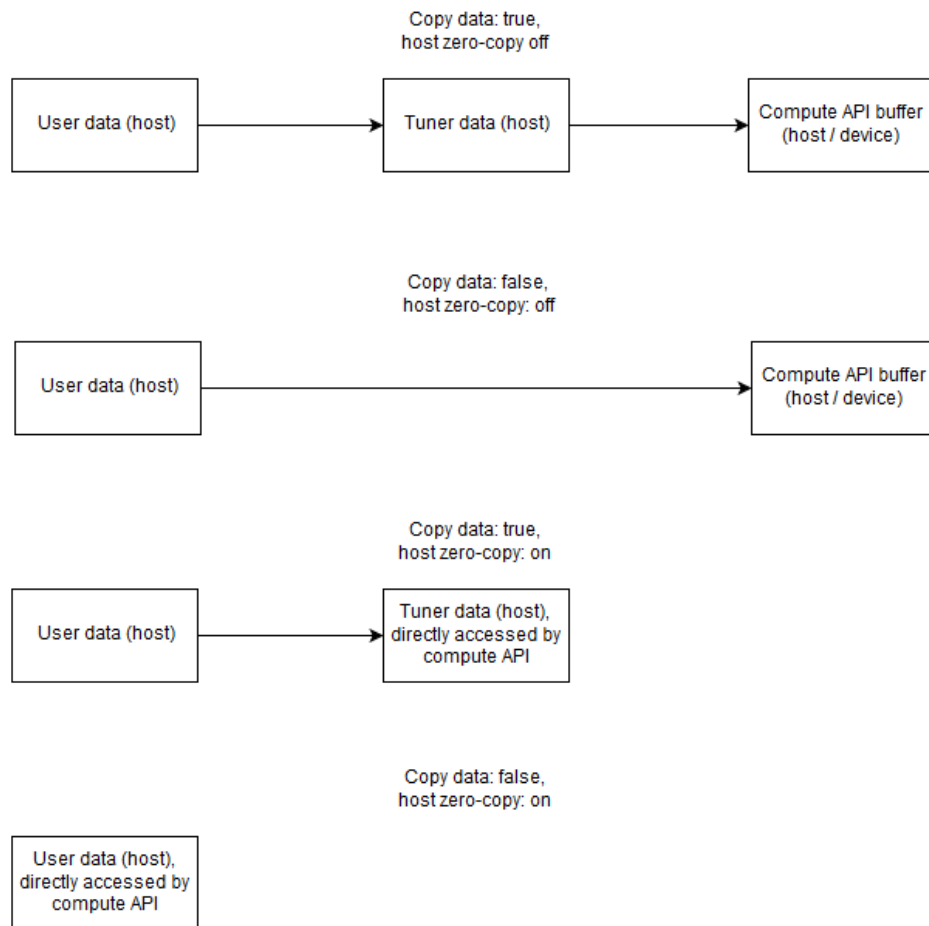 Copy data: true,
host zero-copy off
User data (host)
Tuner data (host)
Compute API buffer
(host / device)
Copy data: false,
host zero-copy: off
User data (host)
Compute API buffer
(host / device)
Copy data: true,
host zero-copy: on
User data (host)
Tuner data (host),
directly accessed by
compute API
Copy data: false,
host zero-copy: on
User data (host),
directly accessed by
compute API